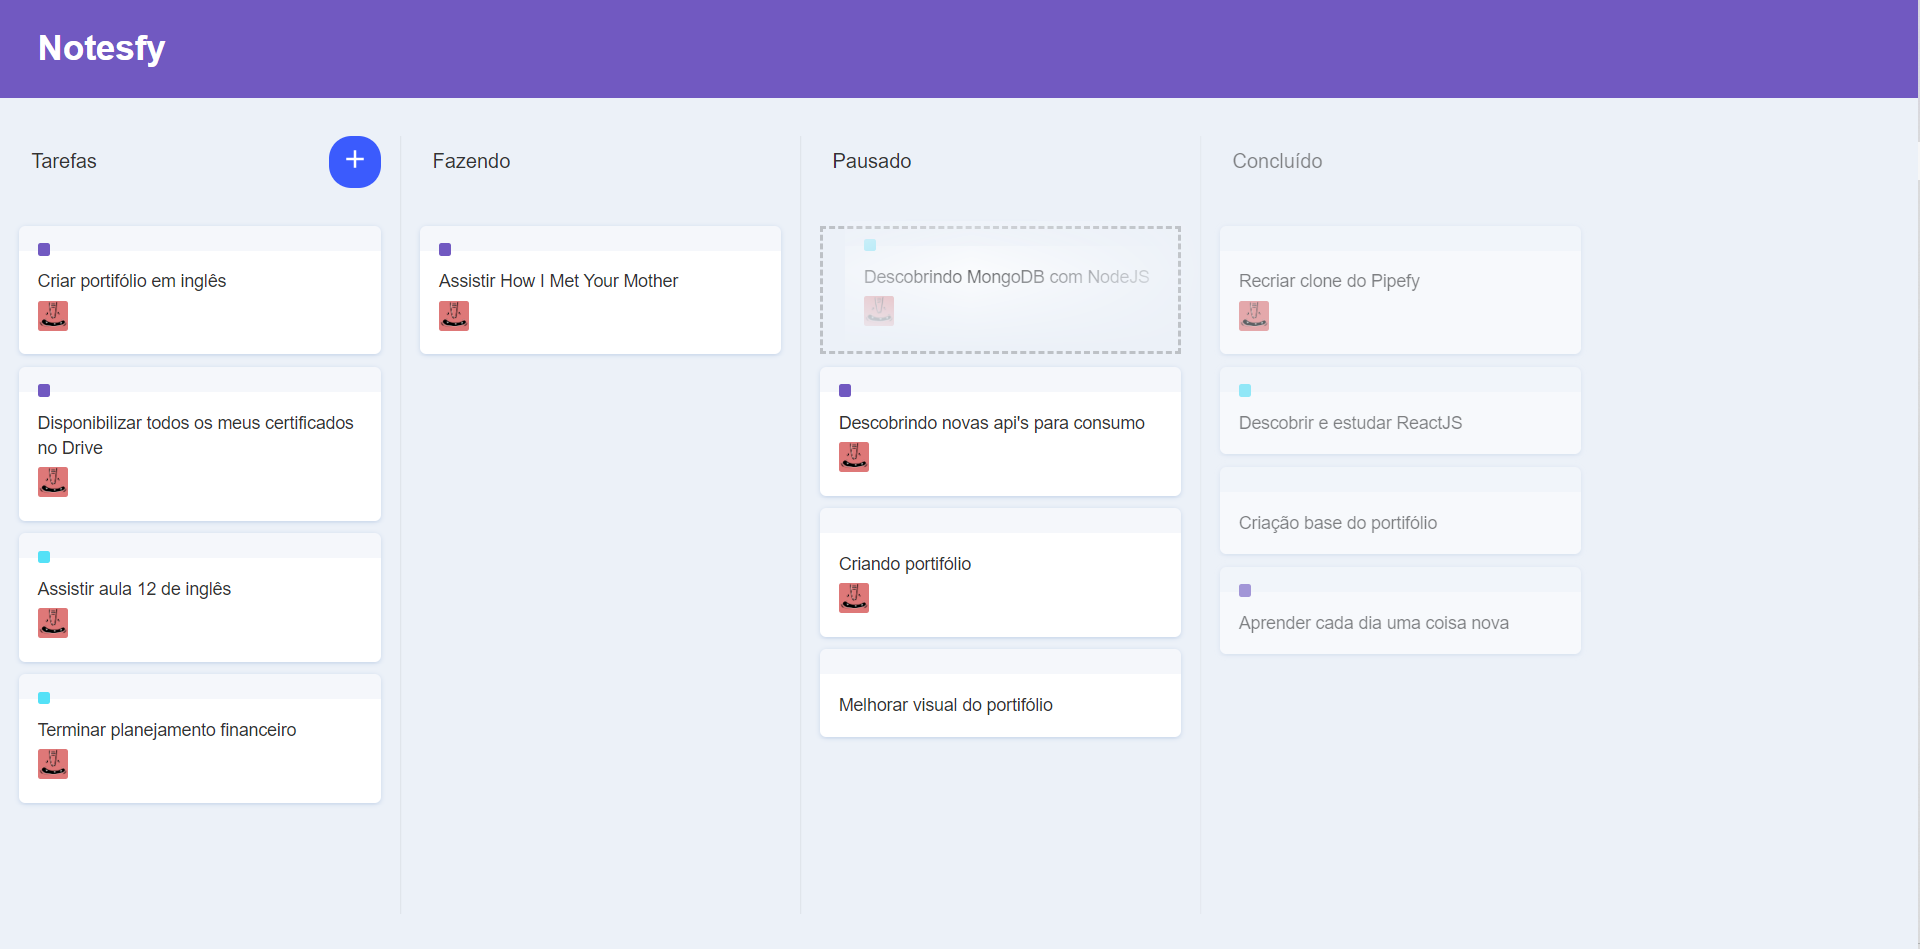 Notesfy
Tarefas
+
Criar portifólio em inglês
Disponibilizar todos os meus certificados
no Drive
Assistir aula 12 de inglês
Terminar planejamento financeiro
Fazendo
Assistir How I Met Your Mother
Pausado
Descobrindo MongoDB com NodeJS
Descobrindo novas api's para consumo
Criando portifólio
Melhorar visual do portifólio
Concluído
Recriar clone do Pipefy
Descobrir e estudar ReactJS
Criação base do portifólio
Aprender cada dia uma coisa nova